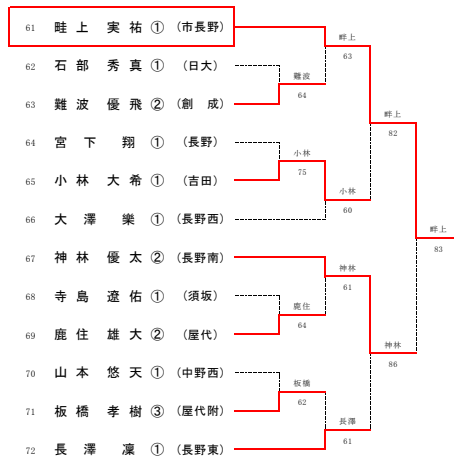 61 畦上 実祐 ① (市長野)
62 石部 秀真 ① (日大)
63 難波 優飛 ② (創成)
64 宮下 翔 ① (長野)
65 小林 大希 ① (吉田)
66 大澤 樂 ① (長野西)
67 神林 優太 ② (長野南)
68 寺島 遼佑 ① (須坂)
69 鹿住 雄大 ② (屋代)
70 山本 悠天 ① (中野西)
71 板橋 孝樹 ③ (屋代附)
72 長澤 凜 ① (長野東)
難波
64
小林
75
鹿住
64
板橋
62
畔上
63
小林
60
神林
61
長澤
61
畔上
82
神林
86
畔上
83